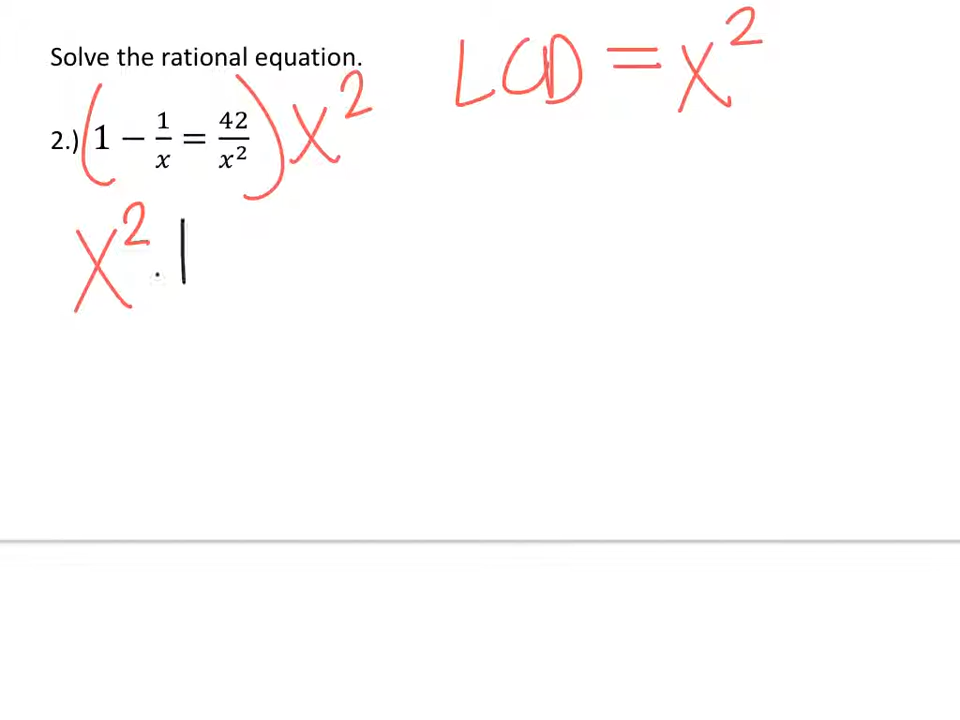 Solve the rational equation.
LCD = x²
2.) (1 − 1/x = 42/x²) x²
x² · 1